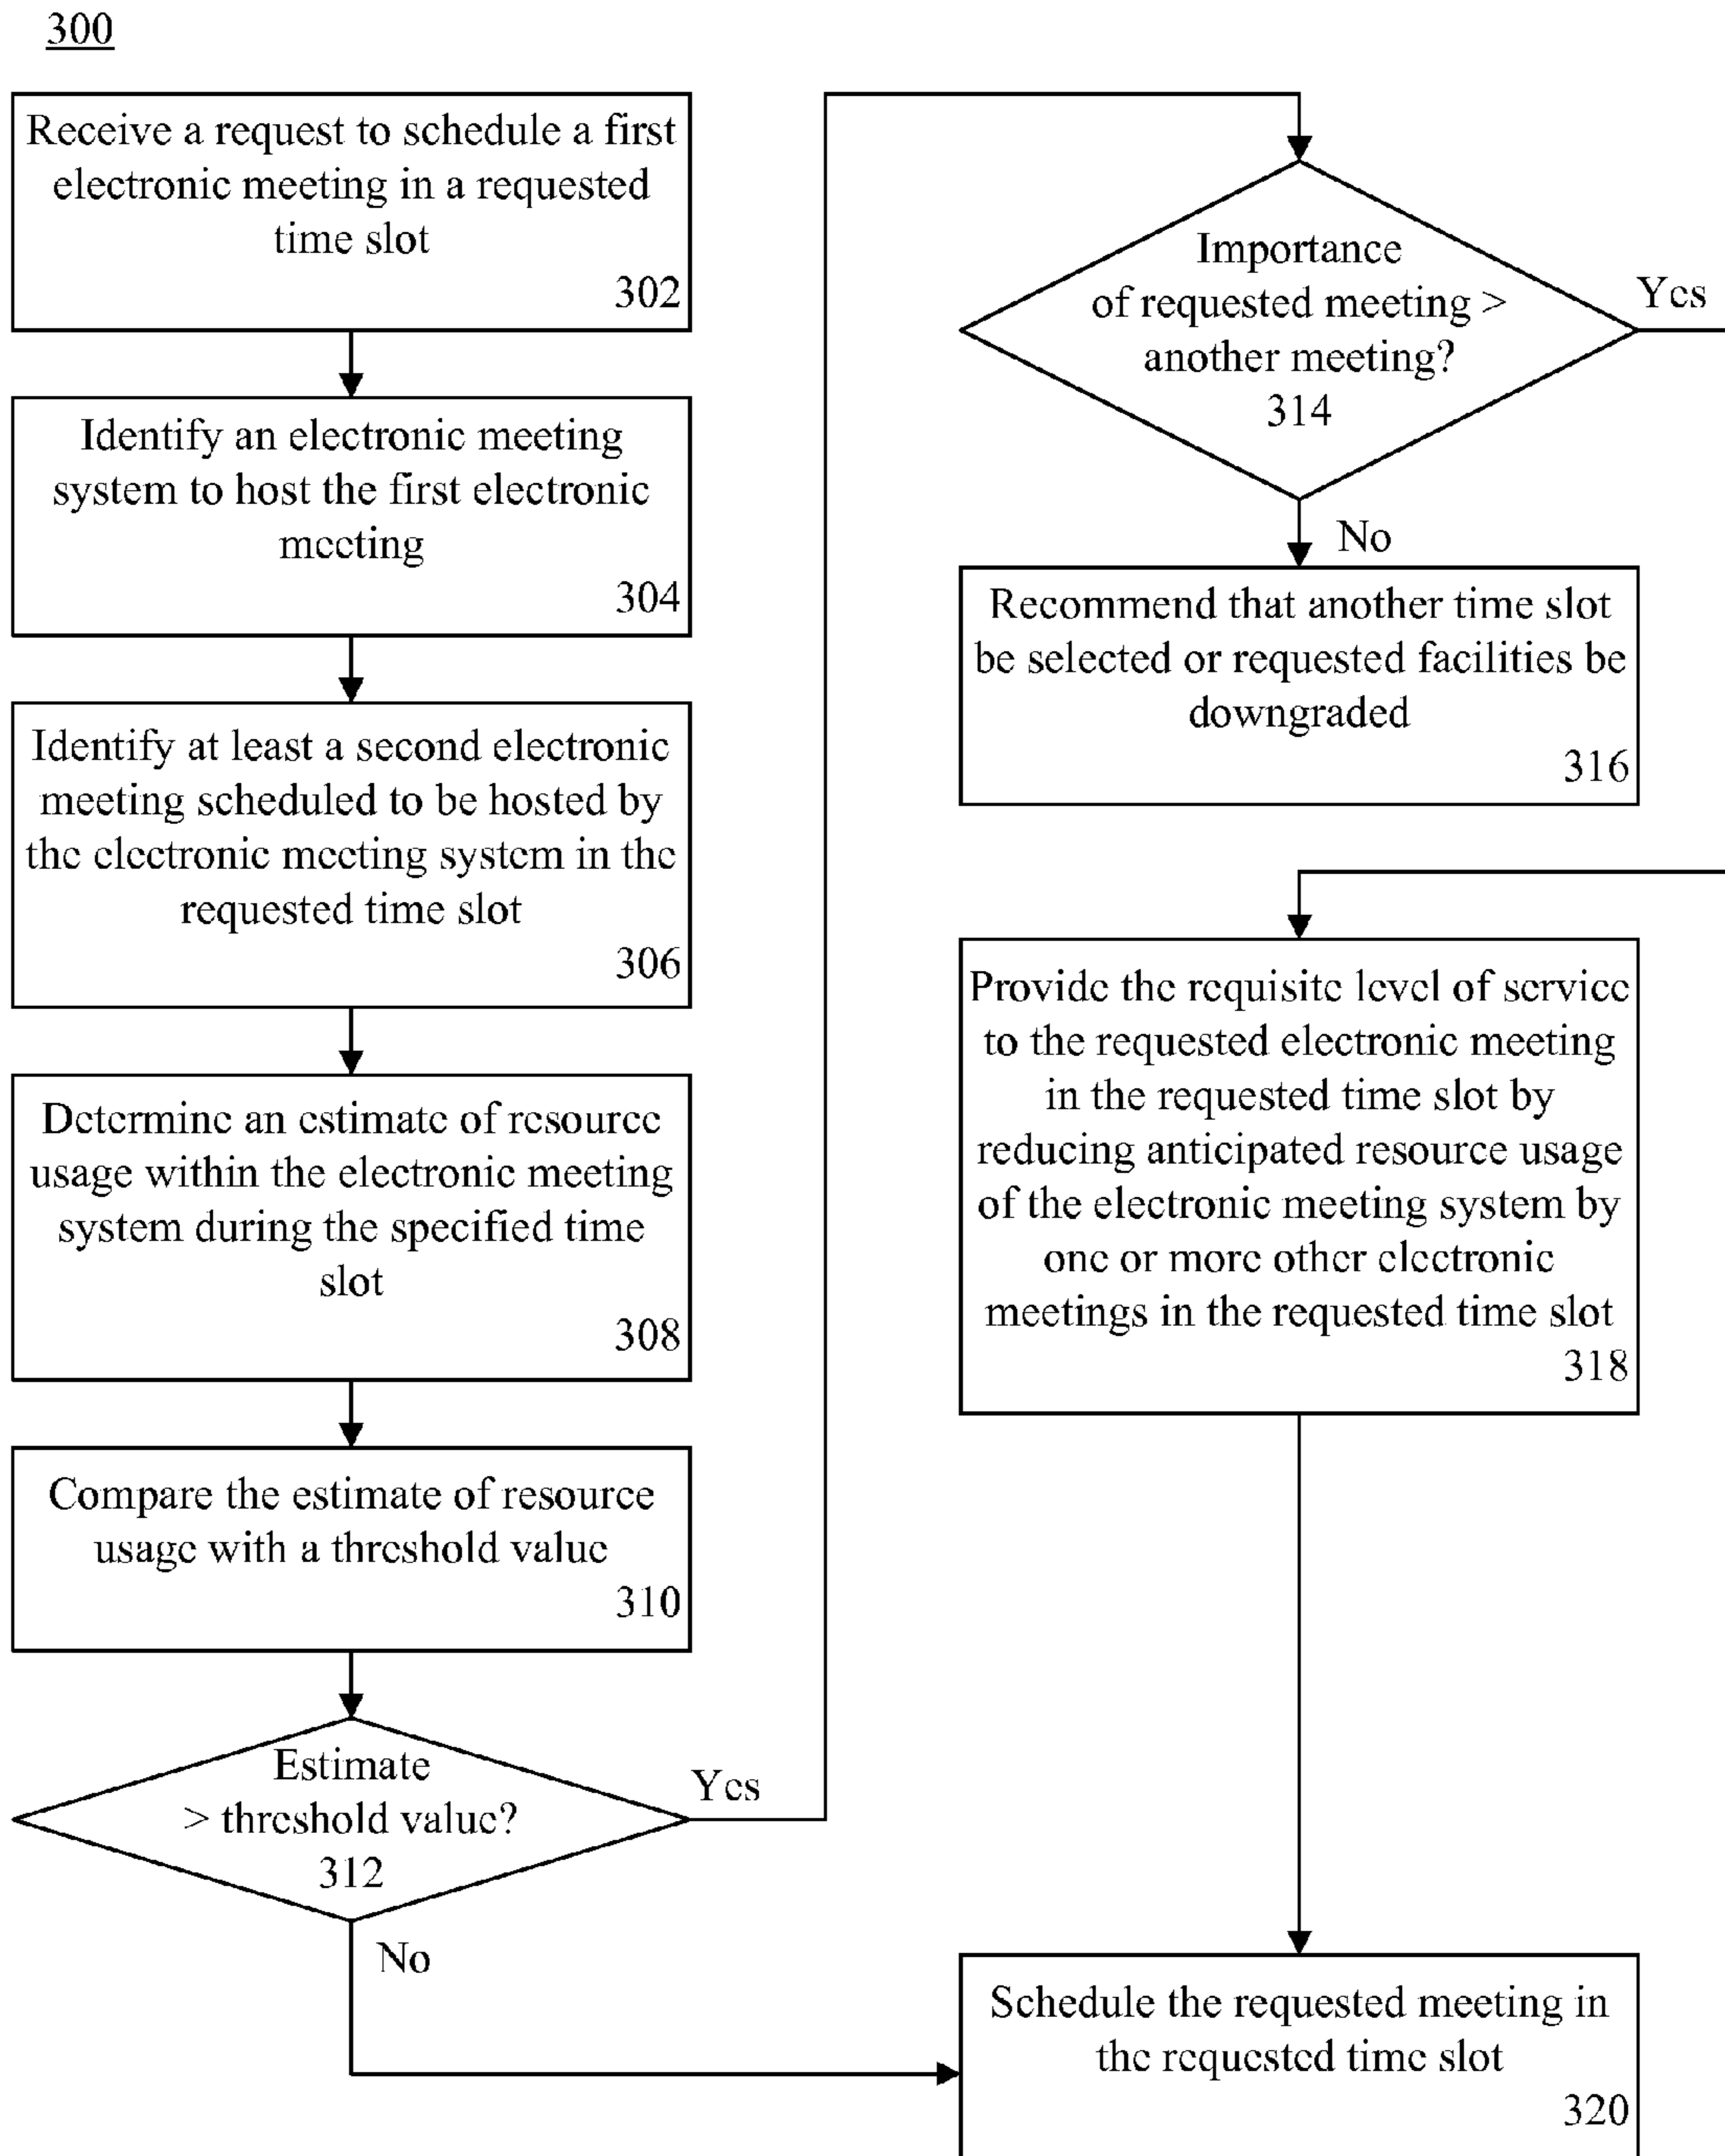 300
Receive a request to schedule a first
electronic meeting in a requested
time slot
302
Identify an electronic meeting
system to host the first electronic
meeting
304
Identify at least a second electronic
meeting scheduled to be hosted by
the electronic meeting system in the
requested time slot
306
Determine an estimate of resource
usage within the electronic meeting
system during the specified time
slot
308
Compare the estimate of resource
usage with a threshold value
310
Estimate
> threshold value?
312
Yes
No
Importance
of requested meeting >
another meeting?
314
Yes
No
Recommend that another time slot
be selected or requested facilities be
downgraded
316
Provide the requisite level of service
to the requested electronic meeting
in the requested time slot by
reducing anticipated resource usage
of the electronic meeting system by
one or more other electronic
meetings in the requested time slot
318
Schedule the requested meeting in
the requested time slot
320